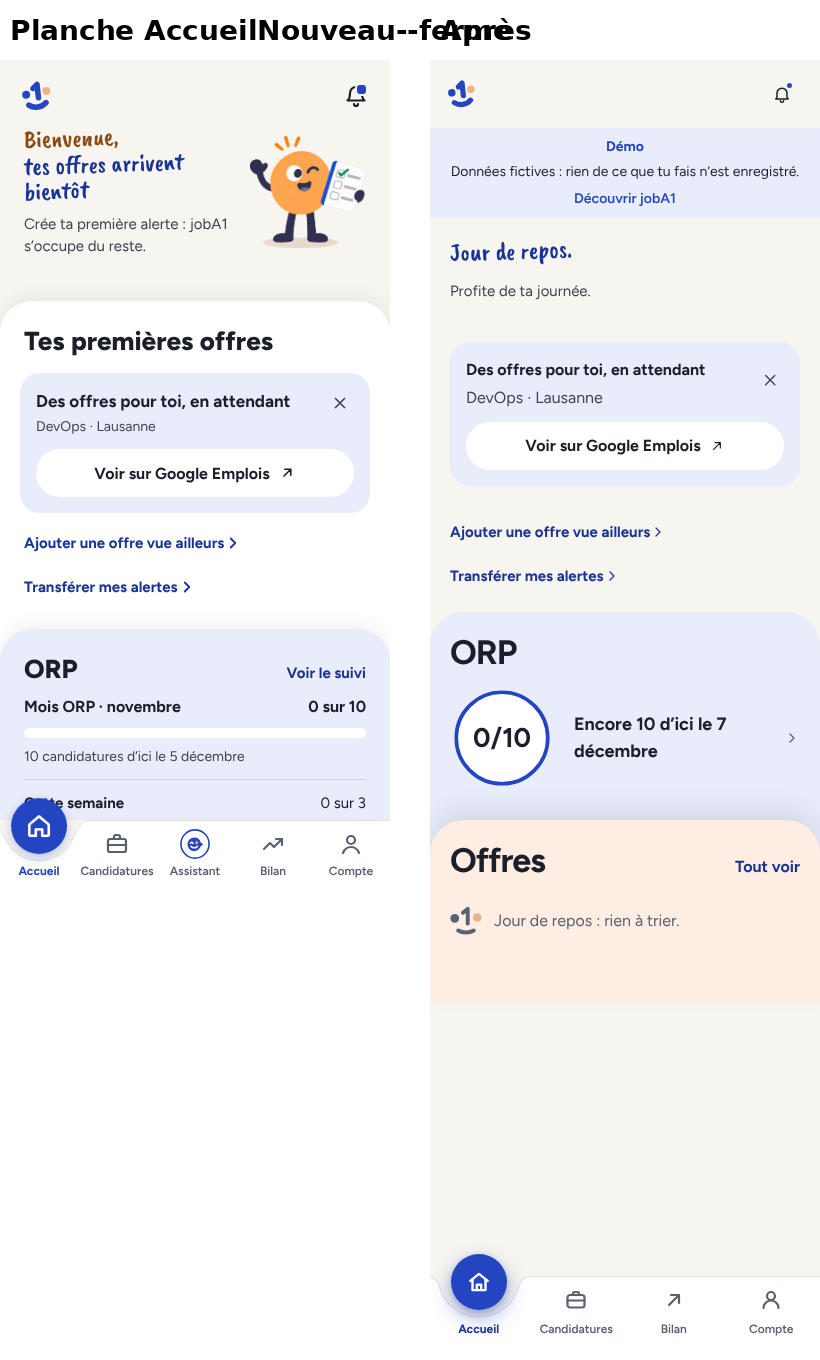 Planche AccueilNouveau--fermé
Après
Bienvenue,
tes offres arrivent
bientôt
Crée ta première alerte : jobA1
s’occupe du reste.
Tes premières offres
Des offres pour toi, en attendant
DevOps · Lausanne
Voir sur Google Emplois
Ajouter une offre vue ailleurs
Transférer mes alertes
ORP
Voir le suivi
Mois ORP · novembre
0 sur 10
10 candidatures d’ici le 5 décembre
semaine
0 sur 3
Accueil
Candidatures
Assistant
Bilan
Compte
Démo
Données fictives : rien de ce que tu fais n’est enregistré.
Découvrir jobA1
Jour de repos.
Profite de ta journée.
Des offres pour toi, en attendant
DevOps · Lausanne
Voir sur Google Emplois
Ajouter une offre vue ailleurs
Transférer mes alertes
ORP
0/10
Encore 10 d’ici le 7
décembre
Offres
Tout voir
Jour de repos : rien à trier.
Accueil
Candidatures
Bilan
Compte